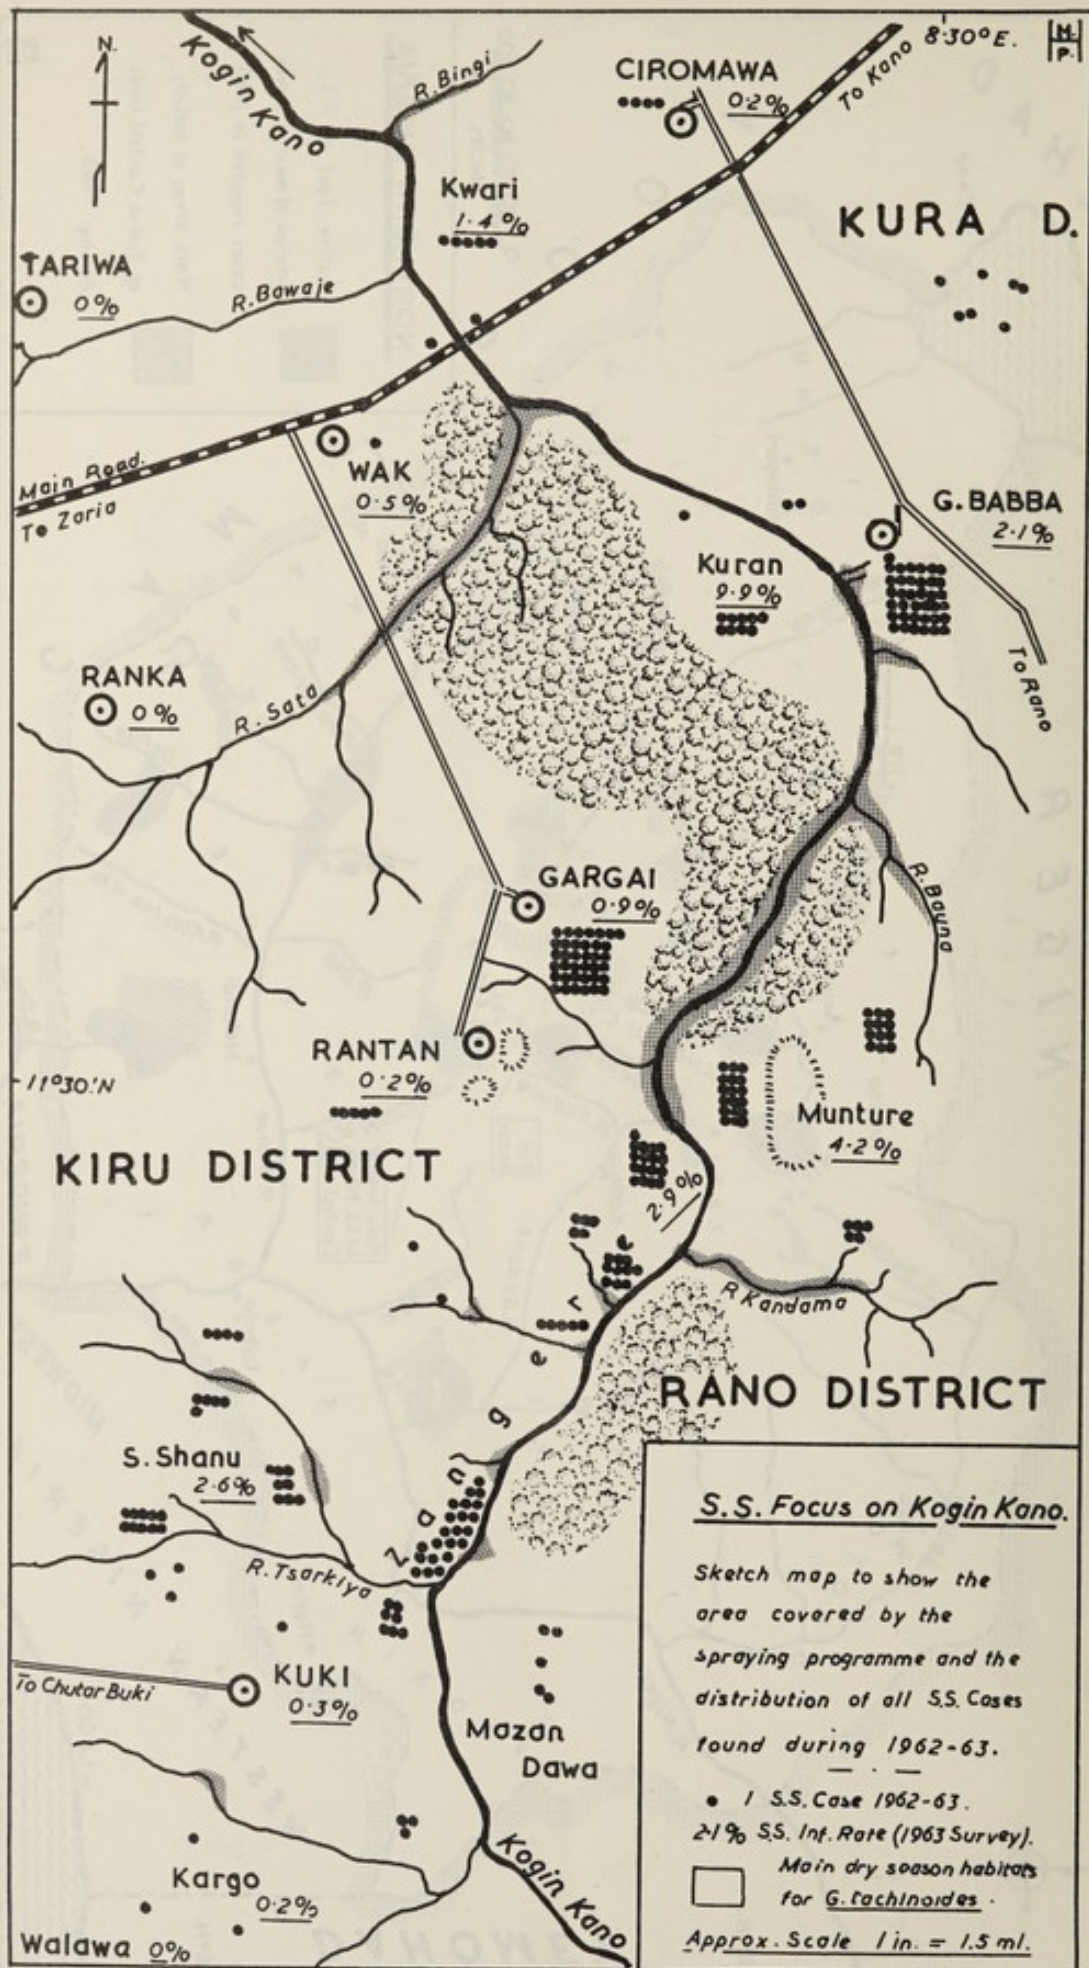 N.
Kogin Kano
R. Bingi
CIROMAWA
0·2%
To Kano
8·30°E.
M.
P.
Kwari
1·4%
KURA D.
TARIWA
0%
R. Bawaje
Main Road.
To Zaria
WAK
0·5%
G. BABBA
2·1%
Kuran
9·9%
To Rano
RANKA
0%
R. Sata
GARGAI
0·9%
R. Bauna
RANTAN
0·2%
11°30'.N
Munture
4·2%
KIRU DISTRICT
2·9%
Zangere
R. Kandama
RANO DISTRICT
S. Shanu
2·6%
R. Tsarkiya
To Chutar Buki
KUKI
0·3%
Mazan
Dawa
Kargo
0·2%
Walawa 0%
Kogin Kano
S.S. Focus on Kogin Kano.
Sketch map to show the
area covered by the
spraying programme and the
distribution of all S.S. Cases
found during 1962-63.
1 S.S. Case 1962-63.
2·1% S.S. Inf. Rate (1963 Survey).
Main dry season habitats
for G. tachinoides.
Approx. Scale 1 in. = 1.5 ml.